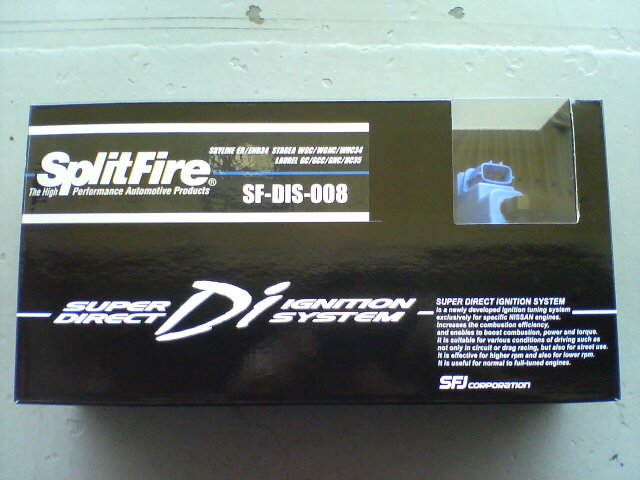 SKYLINE ER/ENR34 STAGEA WGC/WGNC/WHC34
LAUREL GC/GCC/GNC/HC35
SplitFire®
The High Performance Automotive Products
SF-DIS-008
SUPER DIRECT Di IGNITION SYSTEM
SUPER DIRECT IGNITION SYSTEM
is a newly developed ignition tuning system
exclusively for specific NISSAN engines.
Increases the combustion efficiency,
and enables to boost combustion, power and torque.
It is suitable for various conditions of driving such as
not only in circuit or drag racing, but also for street use.
It is effective for higher rpm and also for lower rpm.
It is useful for normal to full-tuned engines.
SFJ CORPORATION